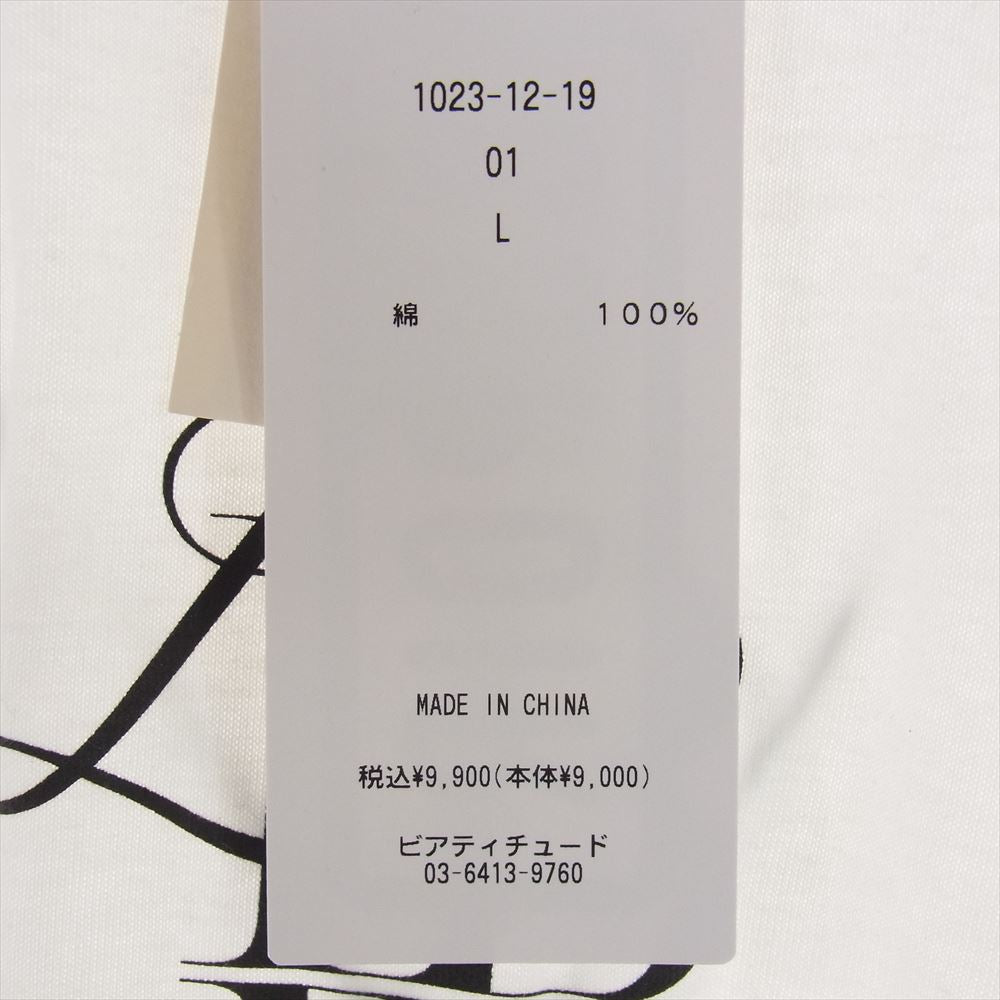 1023-12-19
01
L
綿 １００％
MADE IN CHINA
税込¥9,900(本体¥9,000)
ビアティチュード
03-6413-9760